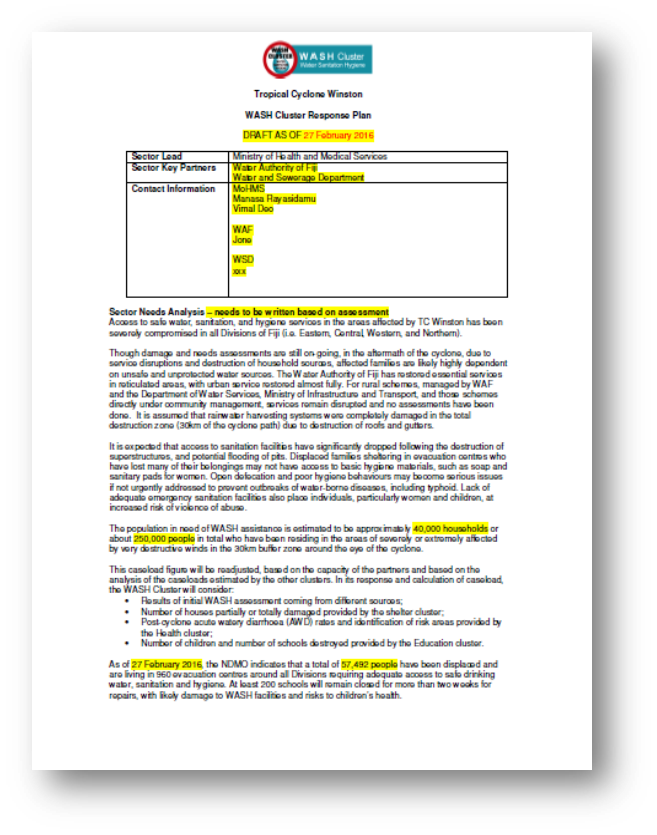 WASH CLUSTER
WASH Cluster
Water Sanitation Hygiene
Tropical Cyclone Winston
WASH Cluster Response Plan
DRAFT AS OF 27 February 2016
Sector Lead Ministry of Health and Medical Services
Sector Key Partners Water Authority of Fiji
Water and Sewerage Department
Contact Information MoHMS
Manasa Rayasidamu
Vimal Deo
WAF
Jone
WSD
xxx
Sector Needs Analysis – needs to be written based on assessment
Access to safe water, sanitation, and hygiene services in the areas affected by TC Winston has been
severely compromised in all Divisions of Fiji (i.e. Eastern, Central, Western, and Northern).
Though damage and needs assessments are still on-going, in the aftermath of the cyclone, due to
service disruptions and destruction of household sources, affected families are likely highly dependent
on unsafe and unprotected water sources. The Water Authority of Fiji has restored essential services
in reticulated areas, with urban service restored almost fully. For rural schemes, managed by WAF
and the Department of Water Services, Ministry of Infrastructure and Transport, and those schemes
directly under community management, services remain disrupted and no assessments have been
done. It is assumed that rainwater harvesting systems were completely damaged in the total
destruction zone (30km of the cyclone path) due to destruction of roofs and gutters.
It is expected that access to sanitation facilities have significantly dropped following the destruction of
superstructures, and potential flooding of pits. Displaced families sheltering in evacuation centres who
have lost many of their belongings may not have access to basic hygiene materials, such as soap and
sanitary pads for women. Open defecation and poor hygiene behaviours may become serious issues
if not urgently addressed to prevent outbreaks of water-borne diseases, including typhoid. Lack of
adequate emergency sanitation facilities also place individuals, particularly women and children, at
increased risk of violence of abuse.
The population in need of WASH assistance is estimated to be approximately 40,000 households or
about 250,000 people in total who have been residing in the areas of severely or extremely affected
by very destructive winds in the 30km buffer zone around the eye of the cyclone.
This caseload figure will be readjusted, based on the capacity of the partners and based on the
analysis of the caseloads estimated by the other clusters. In its response and calculation of caseload,
the WASH Cluster will consider:
• Results of initial WASH assessment coming from different sources;
• Number of houses partially or totally damaged provided by the shelter cluster;
• Post-cyclone acute watery diarrhoea (AWD) rates and identification of risk areas provided by
the Health cluster;
• Number of children and number of schools destroyed provided by the Education cluster.
As of 27 February 2016, the NDMO indicates that a total of 57,492 people have been displaced and
are living in 960 evacuation centres around all Divisions requiring adequate access to safe drinking
water, sanitation and hygiene. At least 200 schools will remain closed for more than two weeks for
repairs, with likely damage to WASH facilities and risks to children's health.